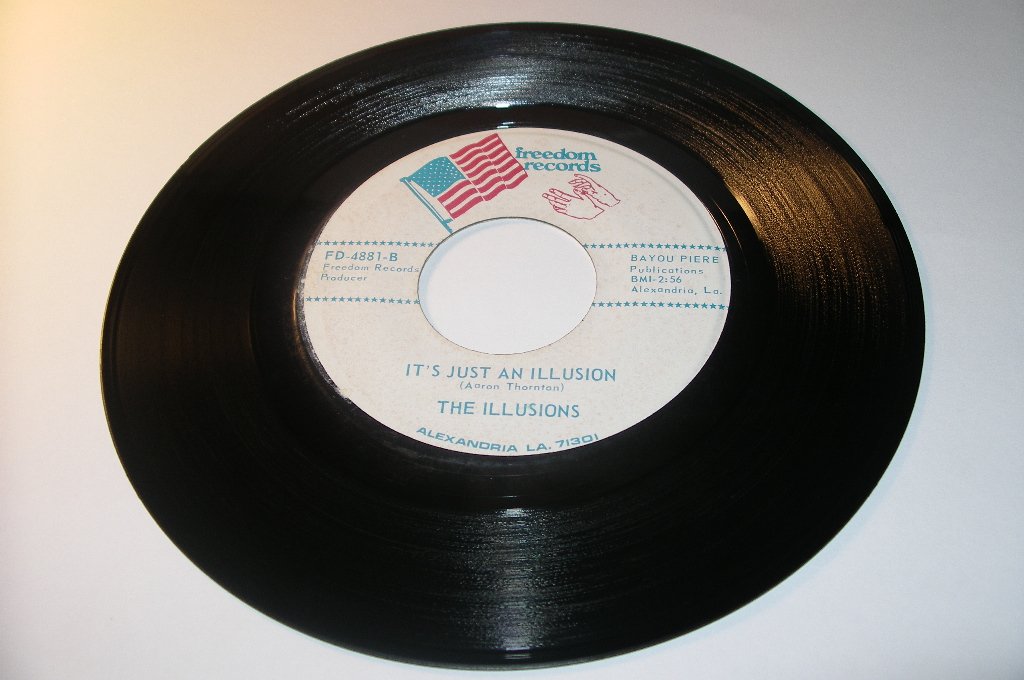 freedom
records
FD-4881-B
Freedom Records
Producer
BAYOU PIERE
Publications
BMI-2:56
Alexandria, La.
IT'S JUST AN ILLUSION
(Aaron Thornton)
THE ILLUSIONS
ALEXANDRIA LA. 71301